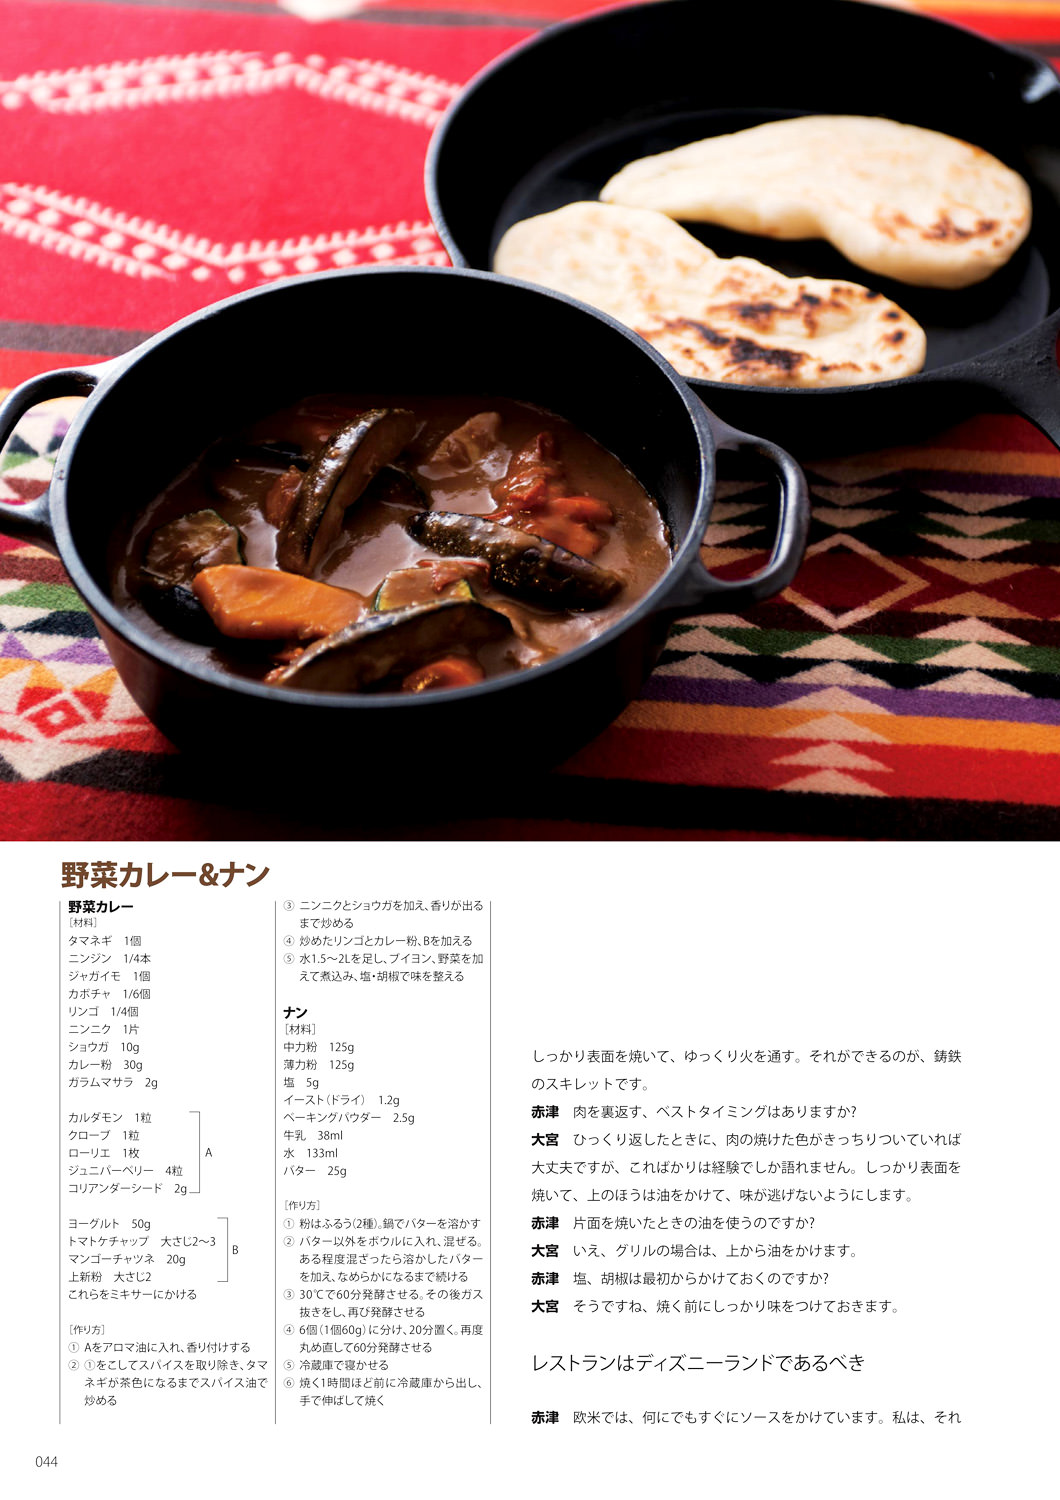 野菜カレー&ナン
野菜カレー
［材料］
タマネギ　1個
ニンジン　1/4本
ジャガイモ　1個
カボチャ　1/6個
リンゴ　1/4個
ニンニク　1片
ショウガ　10g
カレー粉　30g
ガラムマサラ　2g
カルダモン　1粒
クローブ　1粒
ローリエ　1枚
ジュニパーベリー　4粒
コリアンダーシード　2g
A
ヨーグルト　50g
トマトケチャップ　大さじ2〜3
マンゴーチャツネ　20g
上新粉　大さじ2
B
これらをミキサーにかける
［作り方］
① Aをアロマ油に入れ、香り付けする
② ①をこしてスパイスを取り除き、タマ
ネギが茶色になるまでスパイス油で
炒める
③ ニンニクとショウガを加え、香りが出る
まで炒める
④ 炒めたリンゴとカレー粉、Bを加える
⑤ 水1.5〜2Lを足し、ブイヨン、野菜を加
えて煮込み、塩・胡椒で味を整える
ナン
［材料］
中力粉　125g
薄力粉　125g
塩　5g
イースト（ドライ）　1.2g
ベーキングパウダー　2.5g
牛乳　38ml
水　133ml
バター　25g
［作り方］
① 粉はふるう（2種）。鍋でバターを溶かす
② バター以外をボウルに入れ、混ぜる。
ある程度混ざったら溶かしたバター
を加え、なめらかになるまで続ける
③ 30℃で60分発酵させる。その後ガス
抜きをし、再び発酵させる
④ 6個（1個60g）に分け、20分置く。再度
丸め直して60分発酵させる
⑤ 冷蔵庫で寝かせる
⑥ 焼く1時間ほど前に冷蔵庫から出し、
手で伸ばして焼く
しっかり表面を焼いて、ゆっくり火を通す。それができるのが、鋳鉄
のスキレットです。
赤津　肉を裏返す、ベストタイミングはありますか?
大宮　ひっくり返したときに、肉の焼けた色がきっちりついていれば
大丈夫ですが、こればかりは経験でしか語れません。しっかり表面を
焼いて、上のほうは油をかけて、味が逃げないようにします。
赤津　片面を焼いたときの油を使うのですか?
大宮　いえ、グリルの場合は、上から油をかけます。
赤津　塩、胡椒は最初からかけておくのですか?
大宮　そうですね、焼く前にしっかり味をつけておきます。
レストランはディズニーランドであるべき
赤津　欧米では、何にでもすぐにソースをかけています。私は、それ
044